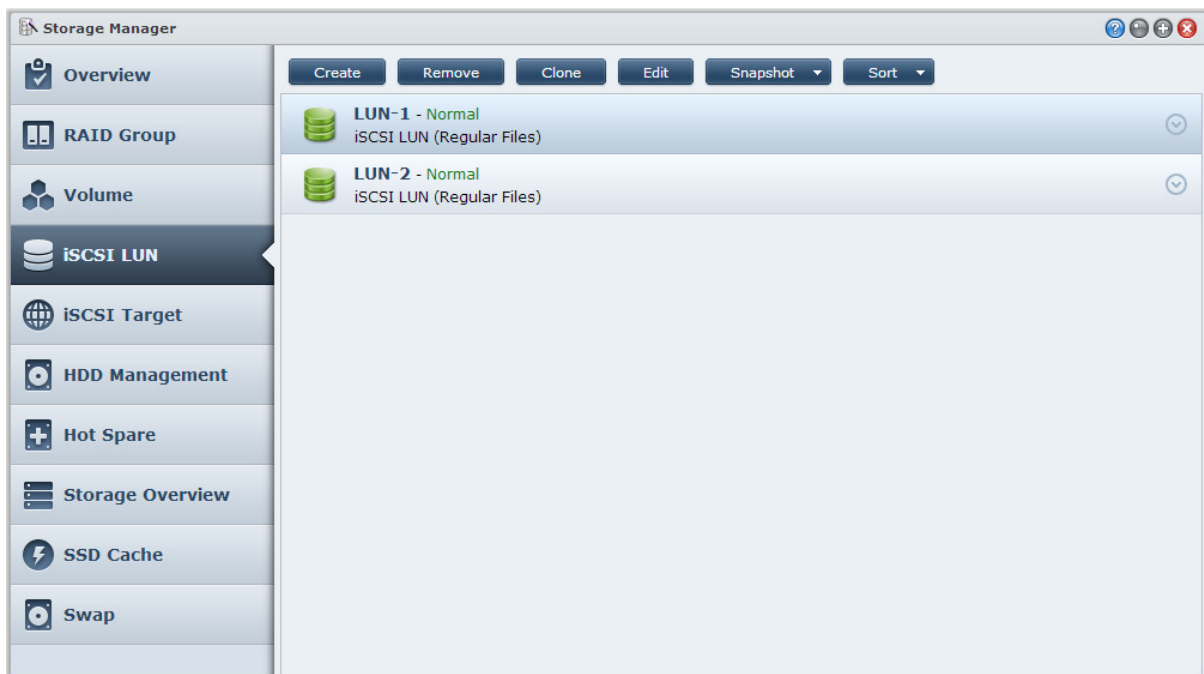 Storage Manager
Overview
RAID Group
Volume
iSCSI LUN
iSCSI Target
HDD Management
Hot Spare
Storage Overview
SSD Cache
Swap
Create Remove Clone Edit Snapshot Sort
LUN-1 - Normal
iSCSI LUN (Regular Files)
LUN-2 - Normal
iSCSI LUN (Regular Files)